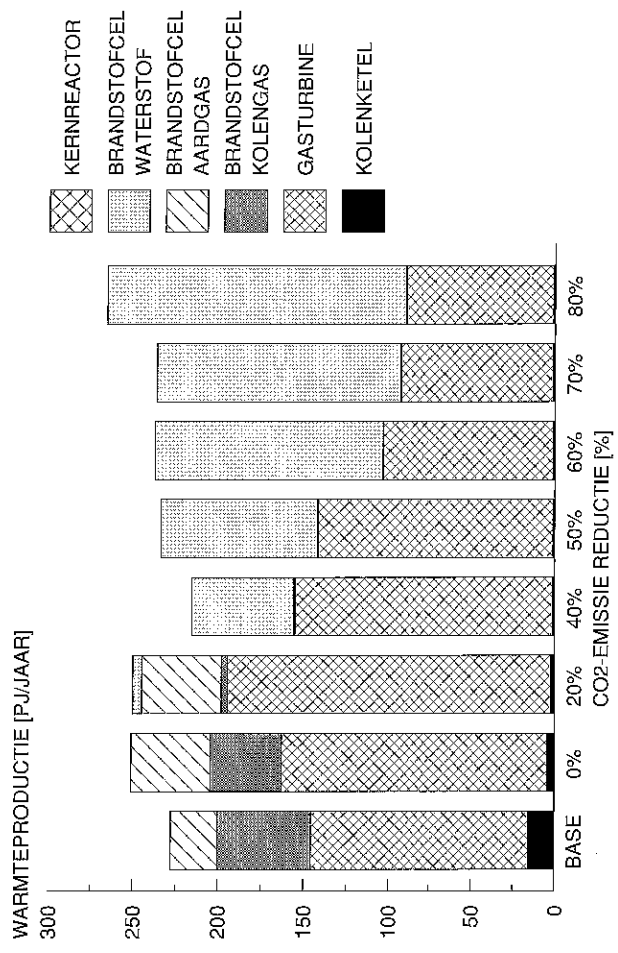 WARMTEPRODUCTIE [PJ/JAAR]
300
250
200
150
100
50
0
BASE
0%
20%
40%
50%
60%
70%
80%
CO2-EMISSIE REDUCTIE [%]
KERNREACTOR
BRANDSTOFCEL
WATERSTOF
BRANDSTOFCEL
AARDGAS
BRANDSTOFCEL
KOLENGAS
GASTURBINE
KOLENKETEL